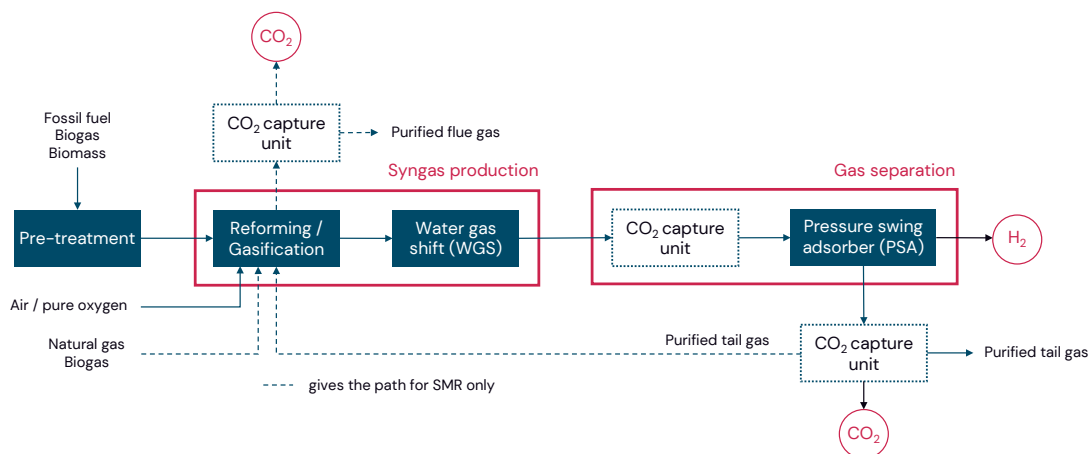 CO₂
CO₂ capture
unit
Purified flue gas
Fossil fuel
Biogas
Biomass
Syngas production
Gas separation
Pre-treatment
Reforming /
Gasification
Water gas
shift (WGS)
CO₂ capture
unit
Pressure swing
adsorber (PSA)
H₂
Air / pure oxygen
Natural gas
Biogas
Purified tail gas
CO₂ capture
unit
Purified tail gas
gives the path for SMR only
CO₂